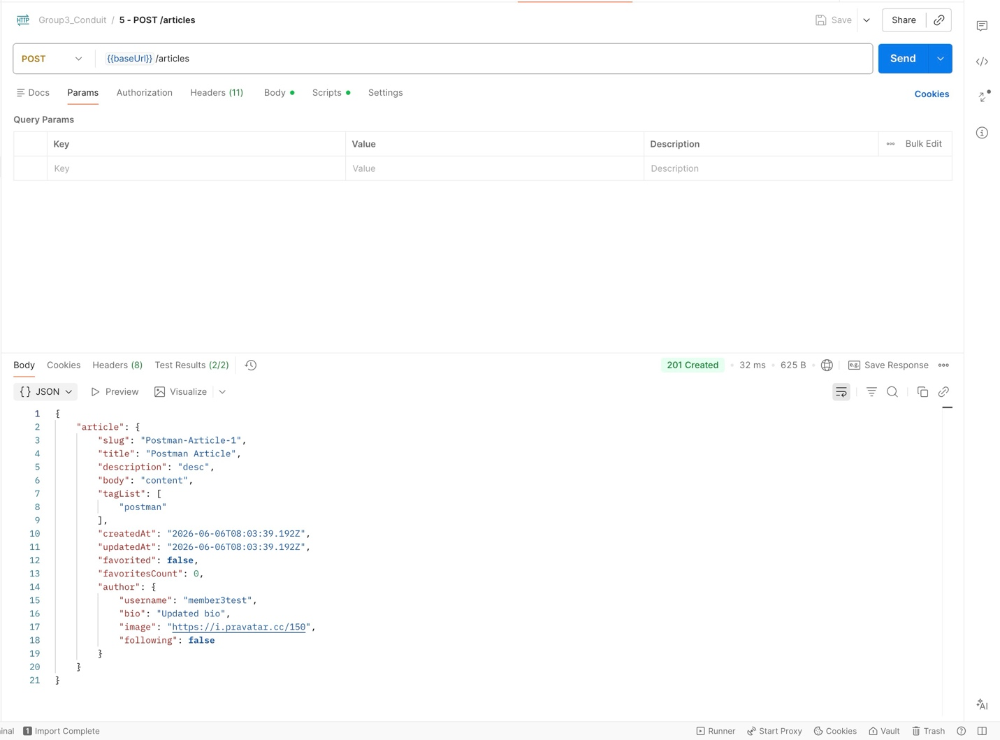 HTTP Group3_Conduit / 5 - POST /articles Save Share
POST {{baseUrl}} /articles Send
Docs Params Authorization Headers (11) Body Scripts Settings Cookies
Query Params
Key Value Description Bulk Edit
Key Value Description
Body Cookies Headers (8) Test Results (2/2) 201 Created 32 ms 625 B e.g. Save Response
{} JSON Preview Visualize
1 {
2 "article": {
3 "slug": "Postman-Article-1",
4 "title": "Postman Article",
5 "description": "desc",
6 "body": "content",
7 "tagList": [
8 "postman"
9 ],
10 "createdAt": "2026-06-06T08:03:39.192Z",
11 "updatedAt": "2026-06-06T08:03:39.192Z",
12 "favorited": false,
13 "favoritesCount": 0,
14 "author": {
15 "username": "member3test",
16 "bio": "Updated bio",
17 "image": "https://i.pravatar.cc/150",
18 "following": false
19 }
20 }
21 }
AI
inal 1 Import Complete Runner Start Proxy Cookies Vault Trash